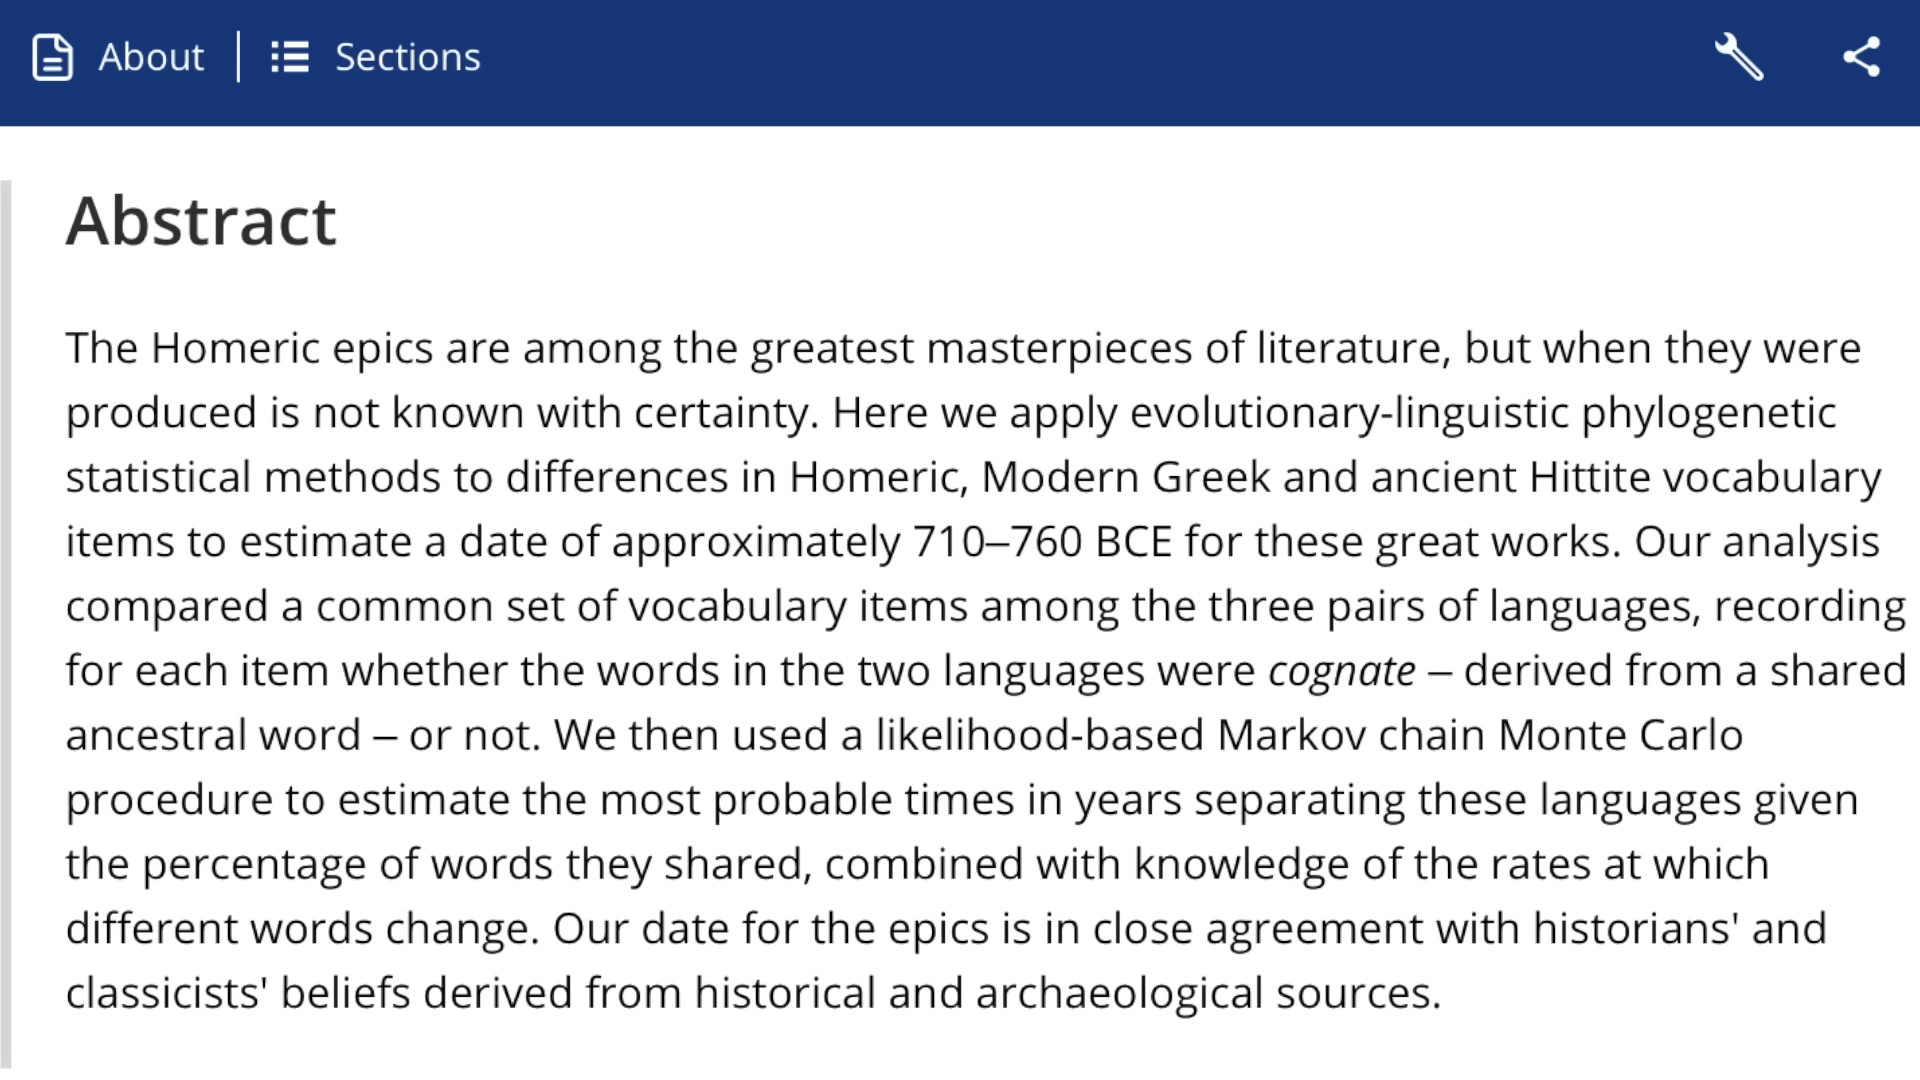 About
Sections
Abstract
The Homeric epics are among the greatest masterpieces of literature, but when they were
produced is not known with certainty. Here we apply evolutionary-linguistic phylogenetic
statistical methods to differences in Homeric, Modern Greek and ancient Hittite vocabulary
items to estimate a date of approximately 710–760 BCE for these great works. Our analysis
compared a common set of vocabulary items among the three pairs of languages, recording
for each item whether the words in the two languages were cognate – derived from a shared
ancestral word – or not. We then used a likelihood-based Markov chain Monte Carlo
procedure to estimate the most probable times in years separating these languages given
the percentage of words they shared, combined with knowledge of the rates at which
different words change. Our date for the epics is in close agreement with historians' and
classicists' beliefs derived from historical and archaeological sources.